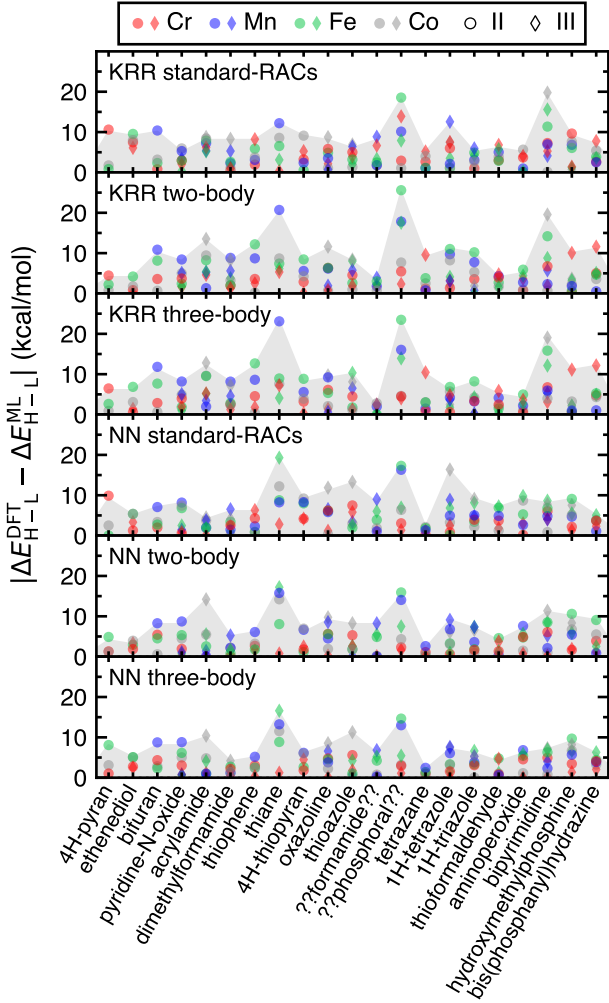 Cr Mn Fe Co II III
|ΔE^DFT_H−L − ΔE^ML_H−L| (kcal/mol)
KRR standard-RACs
20
10
0
KRR two-body
20
10
0
KRR three-body
20
10
0
NN standard-RACs
20
10
0
NN two-body
20
10
0
NN three-body
20
10
0
4H-pyran
ethenediol
bifuran
pyridine-N-oxide
acrylamide
dimethylformamide
thiophene
thiane
4H-thiopyran
oxazoline
thioazole
??formamide??
??phosphoral??
tetrazane
1H-tetrazole
1H-triazole
thioformaldehyde
aminoperoxide
bipyrimidine
hydroxymethylphosphine
bis(phosphanyl)hydrazine